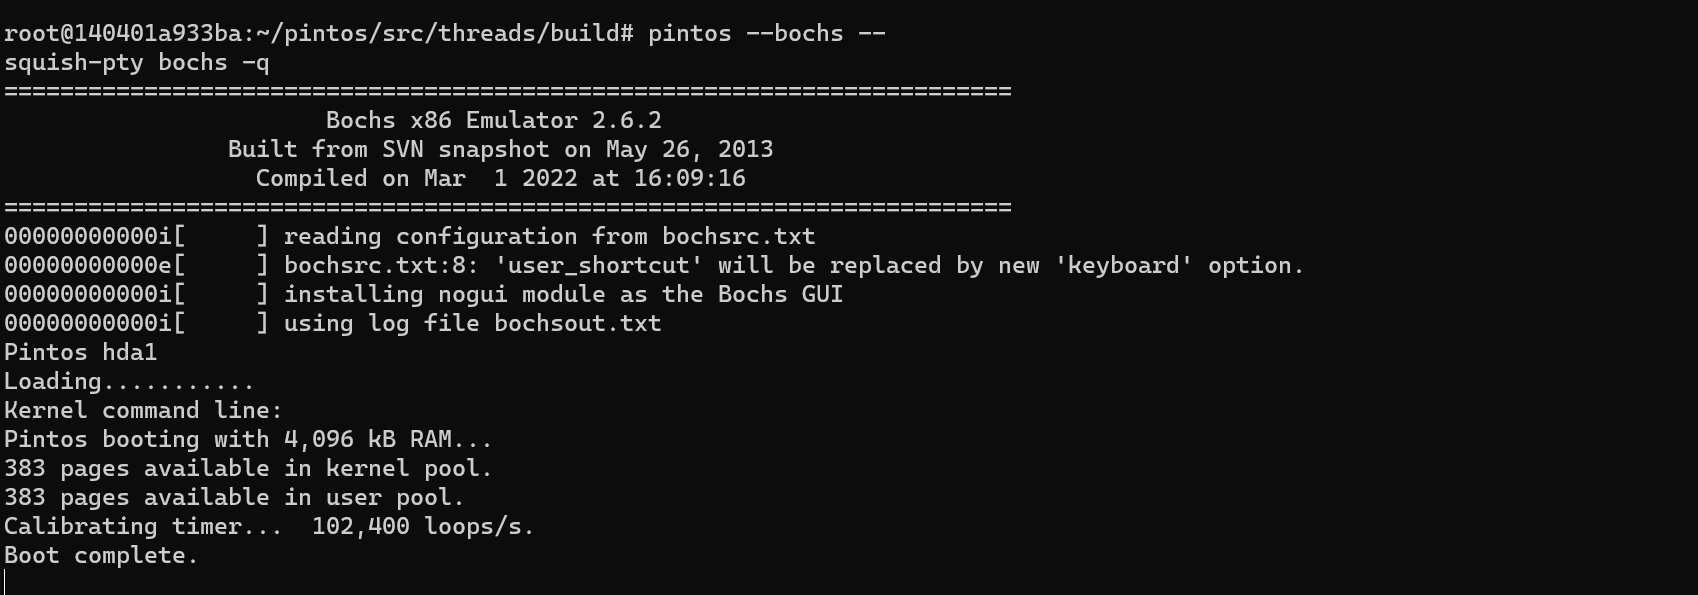 root@140401a933ba:~/pintos/src/threads/build# pintos --bochs --
squish-pty bochs -q
========================================================================
                       Bochs x86 Emulator 2.6.2
                Built from SVN snapshot on May 26, 2013
                  Compiled on Mar  1 2022 at 16:09:16
========================================================================
00000000000i[     ] reading configuration from bochsrc.txt
00000000000e[     ] bochsrc.txt:8: 'user_shortcut' will be replaced by new 'keyboard' option.
00000000000i[     ] installing nogui module as the Bochs GUI
00000000000i[     ] using log file bochsout.txt
Pintos hda1
Loading...........
Kernel command line:
Pintos booting with 4,096 kB RAM...
383 pages available in kernel pool.
383 pages available in user pool.
Calibrating timer...  102,400 loops/s.
Boot complete.